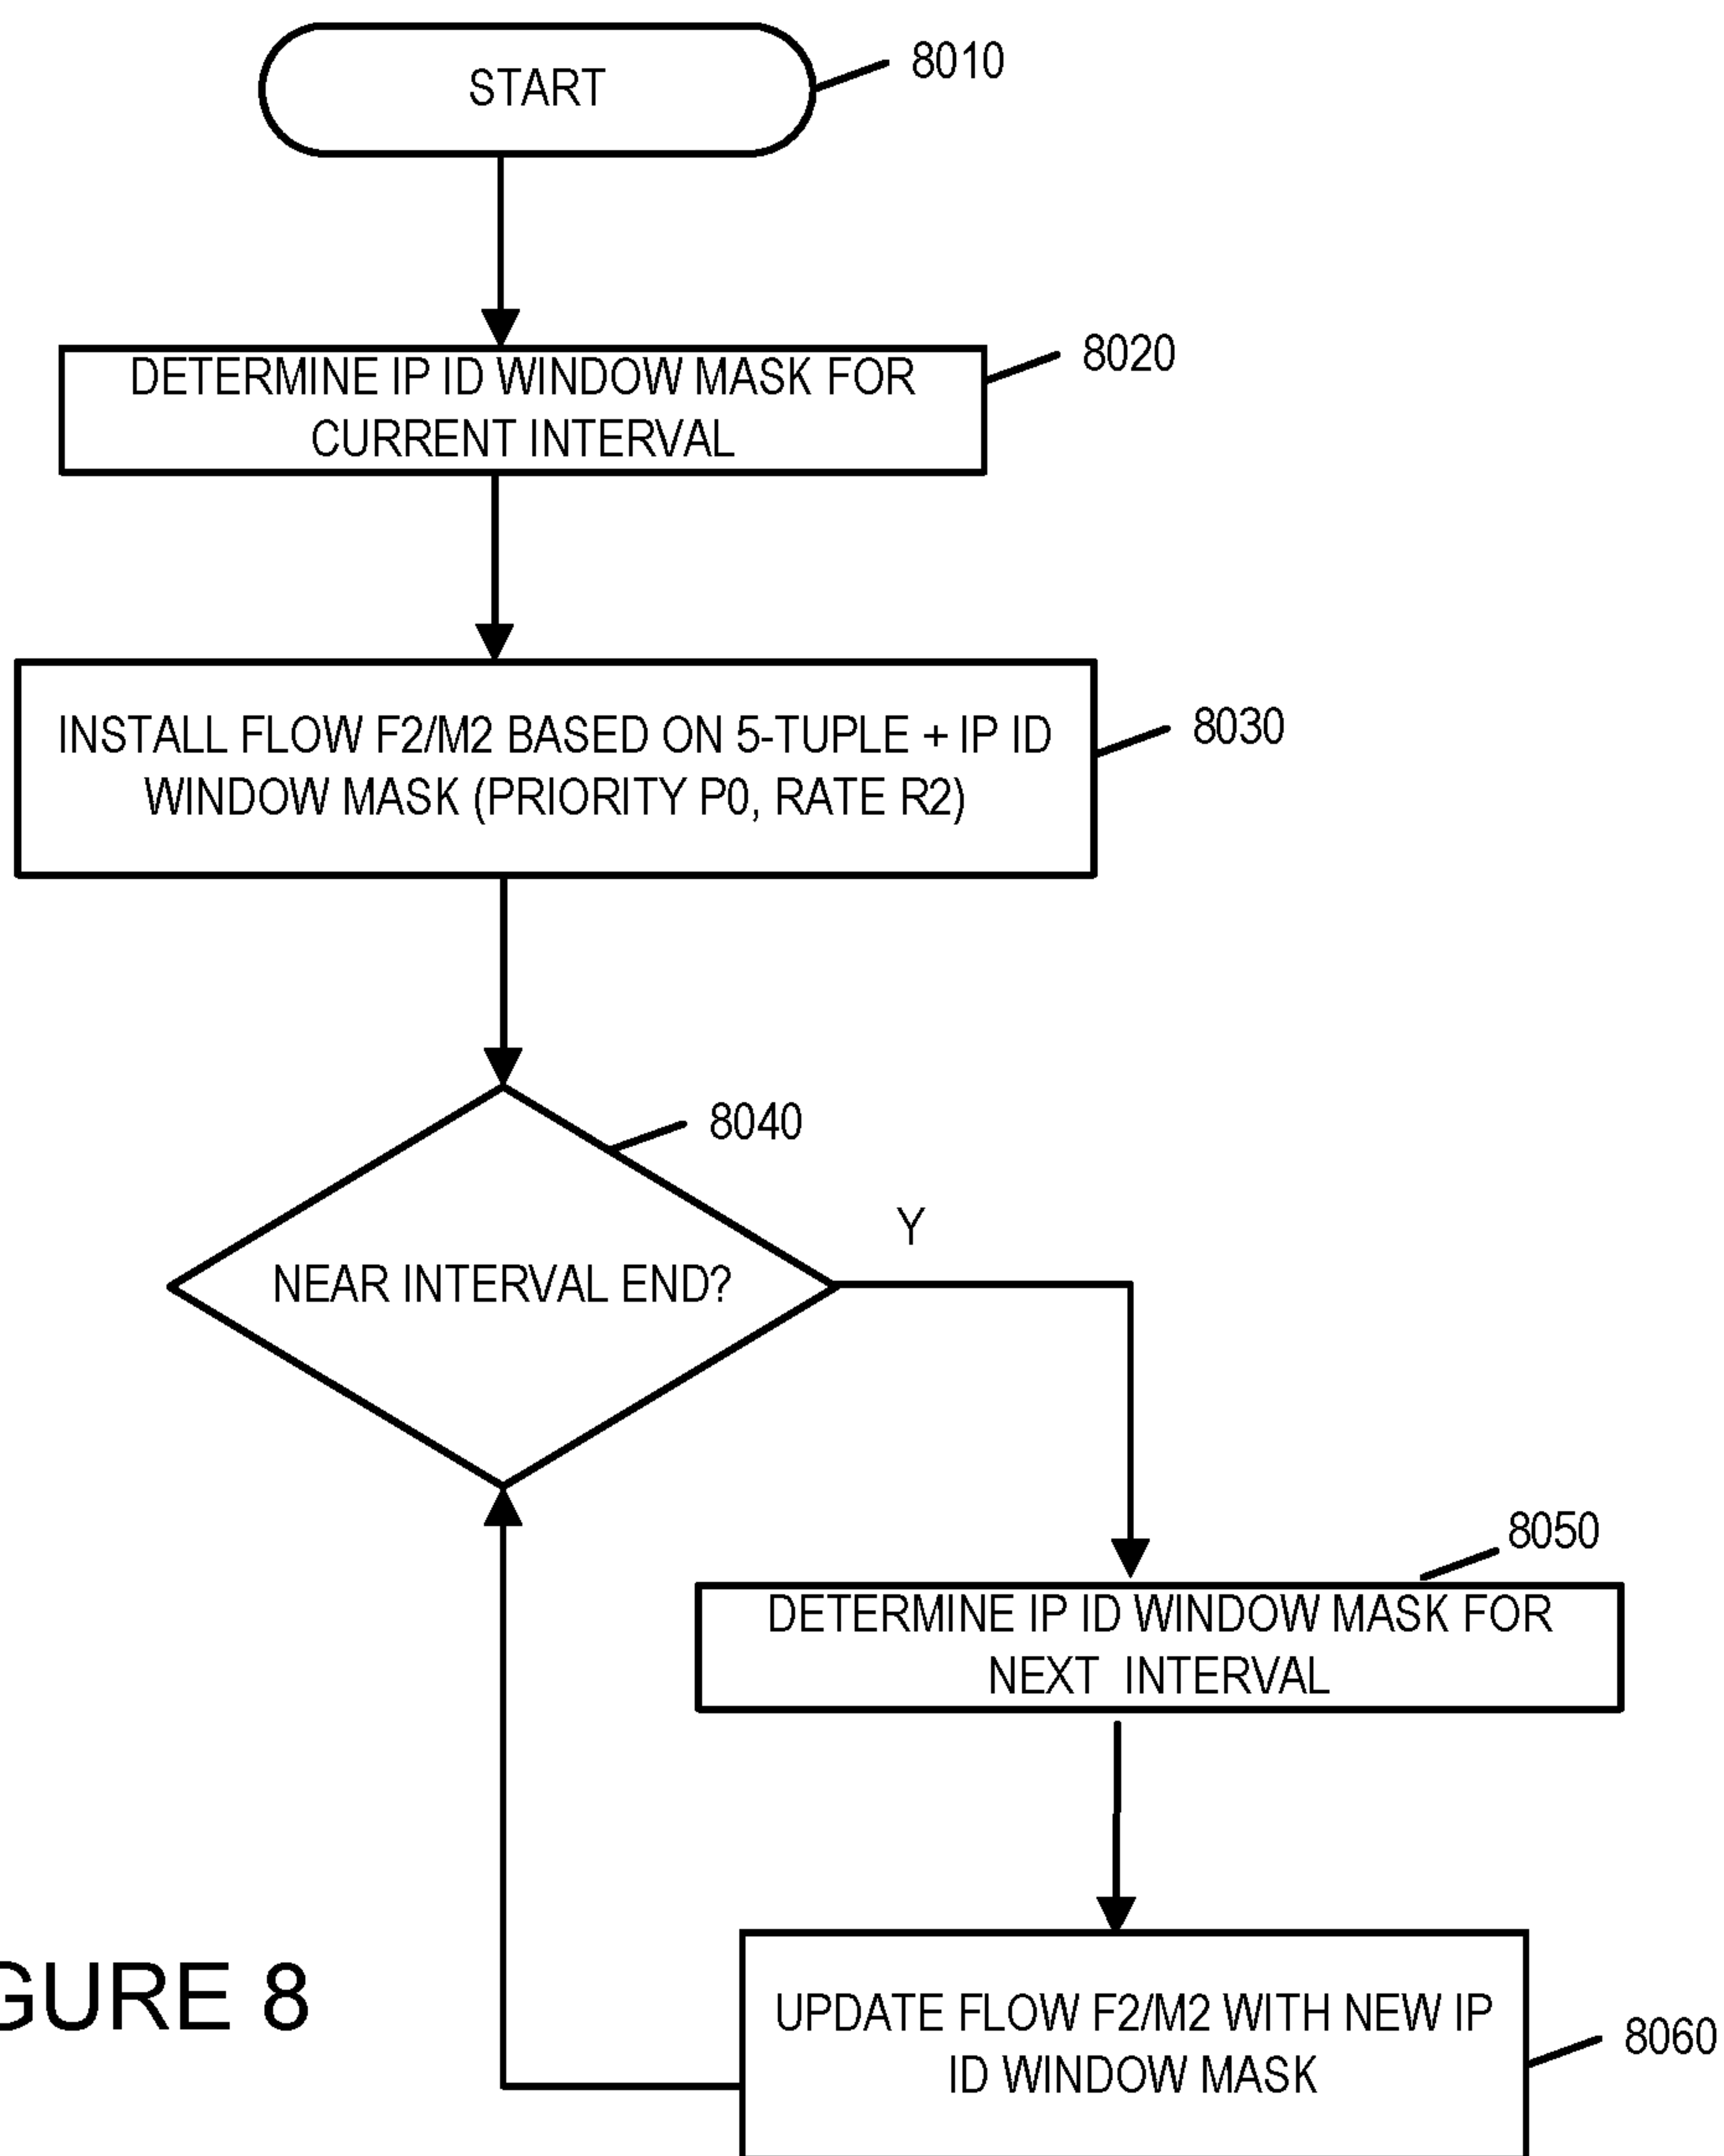 START
8010
DETERMINE IP ID WINDOW MASK FOR
CURRENT INTERVAL
8020
INSTALL FLOW F2/M2 BASED ON 5-TUPLE + IP ID
WINDOW MASK (PRIORITY P0, RATE R2)
8030
8040
NEAR INTERVAL END?
Y
8050
DETERMINE IP ID WINDOW MASK FOR
NEXT INTERVAL
UPDATE FLOW F2/M2 WITH NEW IP
ID WINDOW MASK
8060
GURE 8